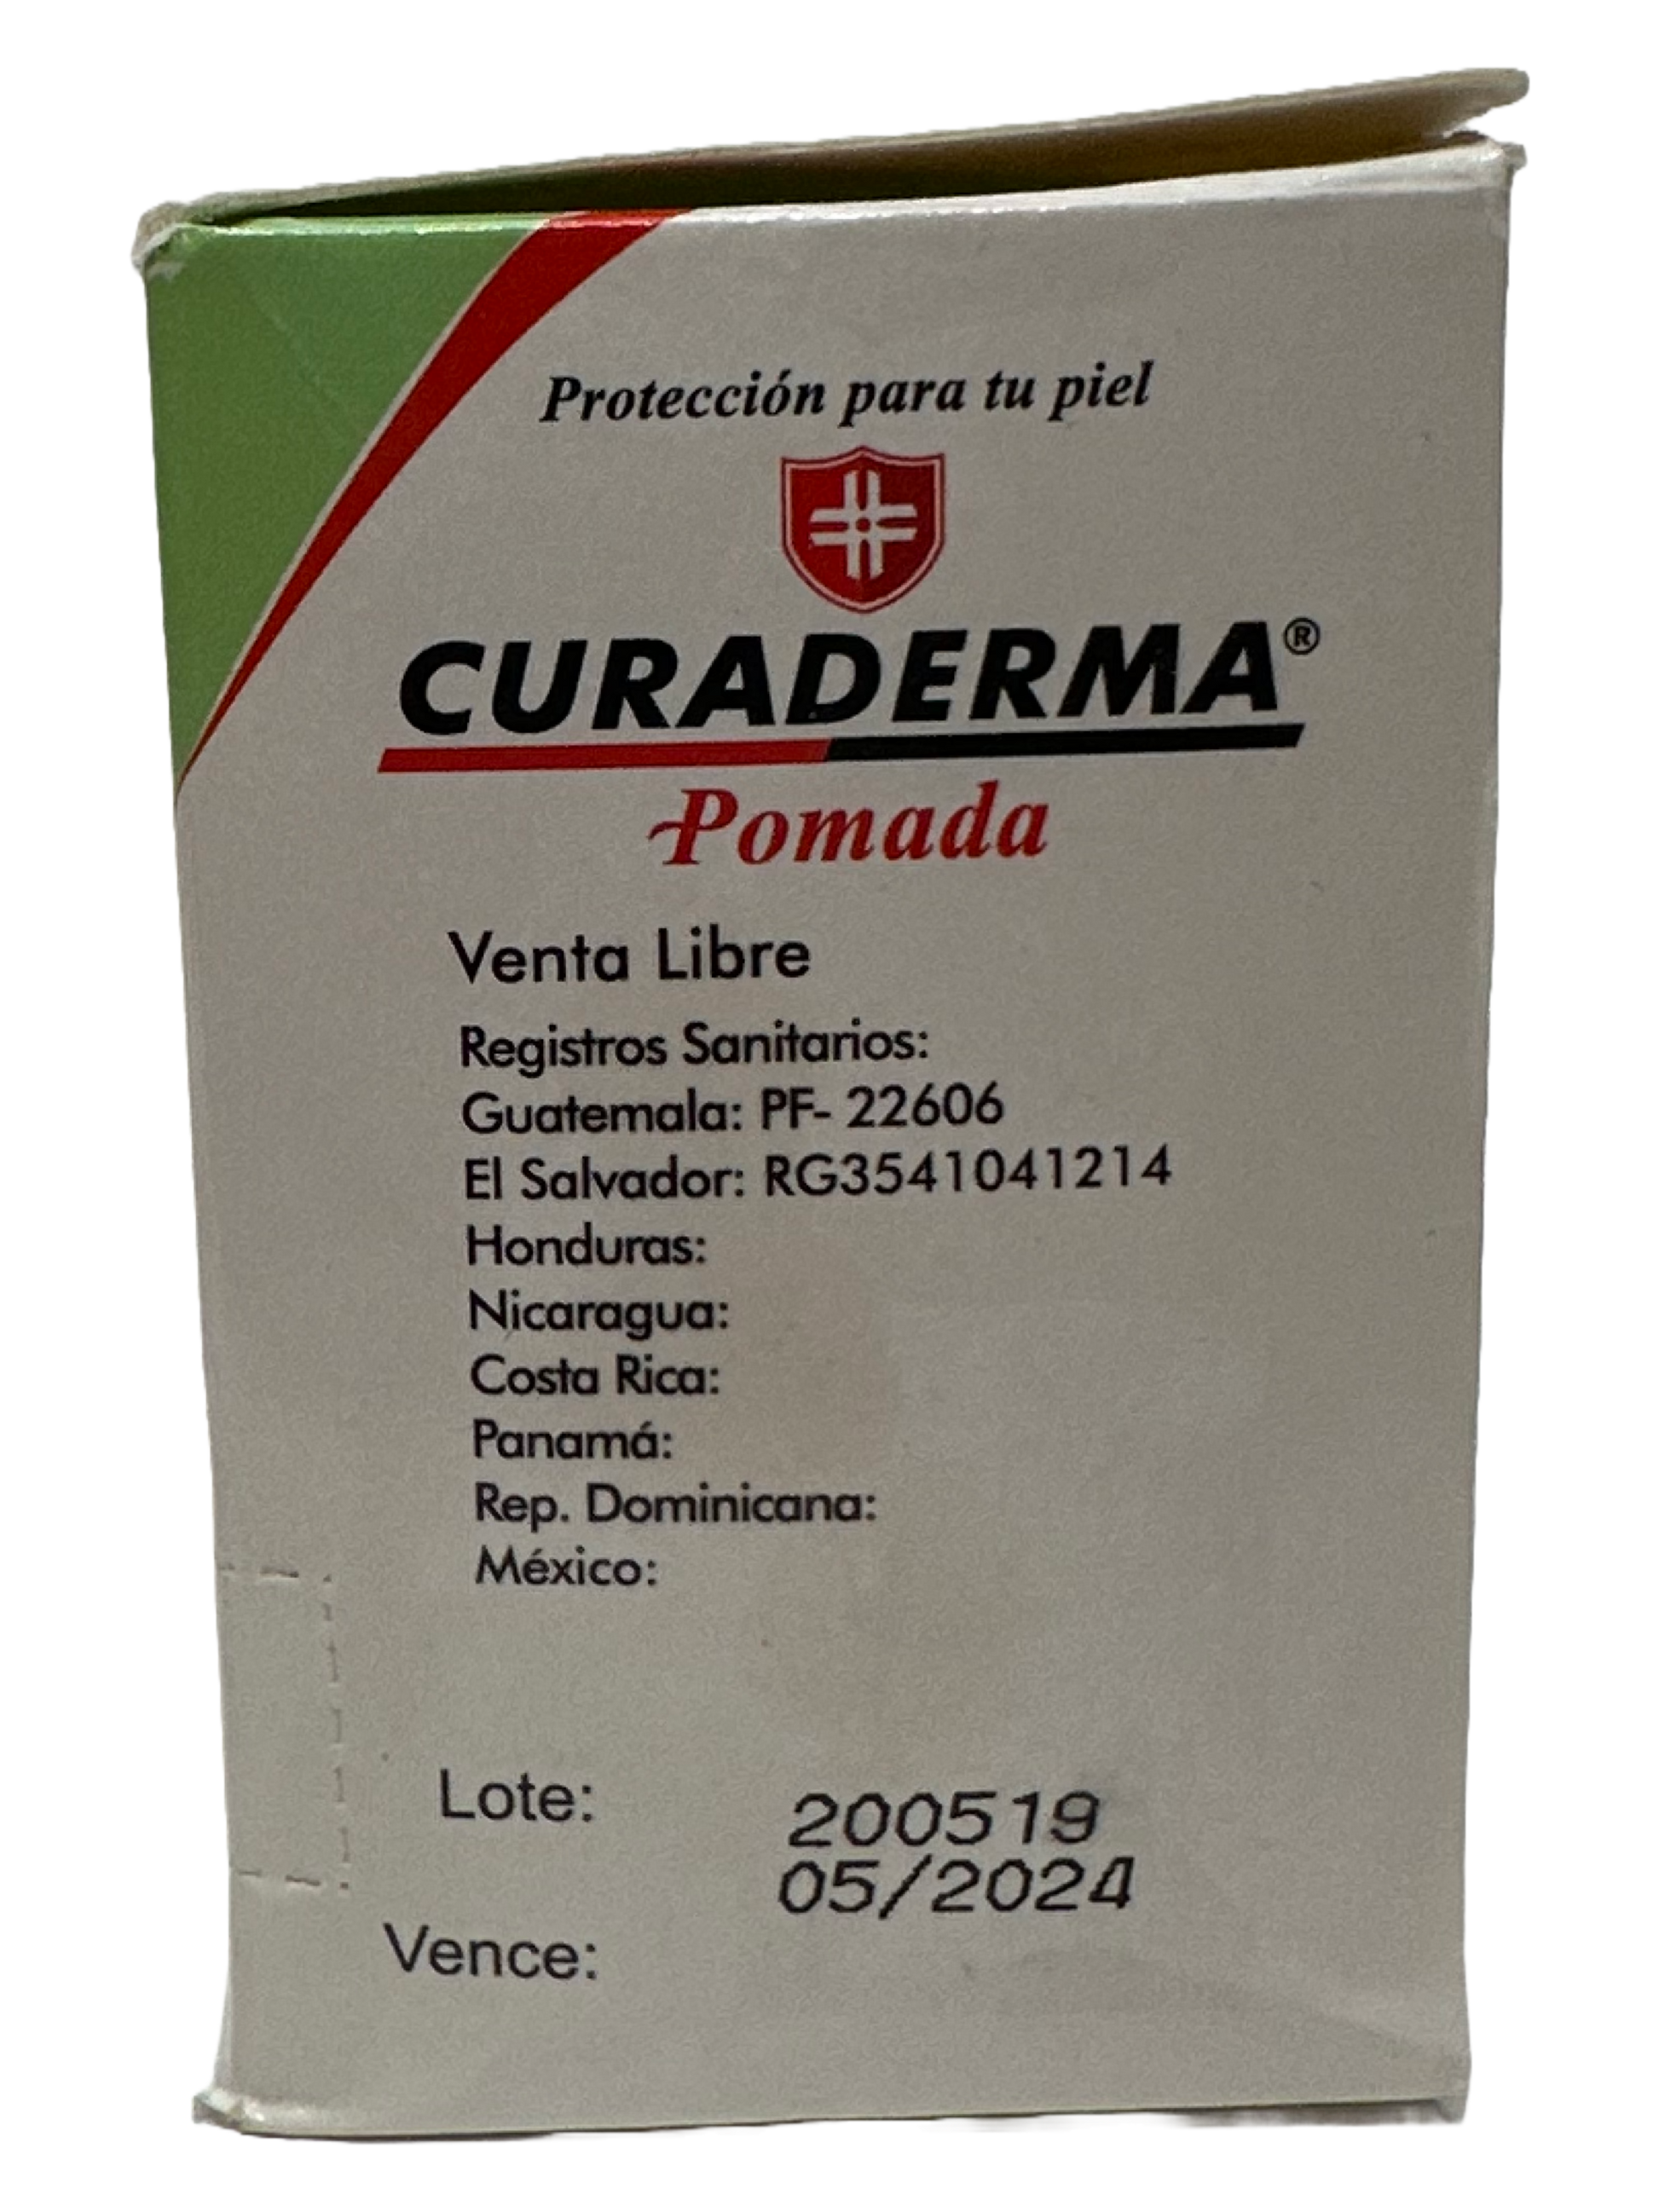 Protección para tu piel
CURADERMA®
Pomada
Venta Libre
Registros Sanitarios:
Guatemala: PF- 22606
El Salvador: RG3541041214
Honduras:
Nicaragua:
Costa Rica:
Panamá:
Rep. Dominicana:
México:
Lote: 200519
05/2024
Vence: